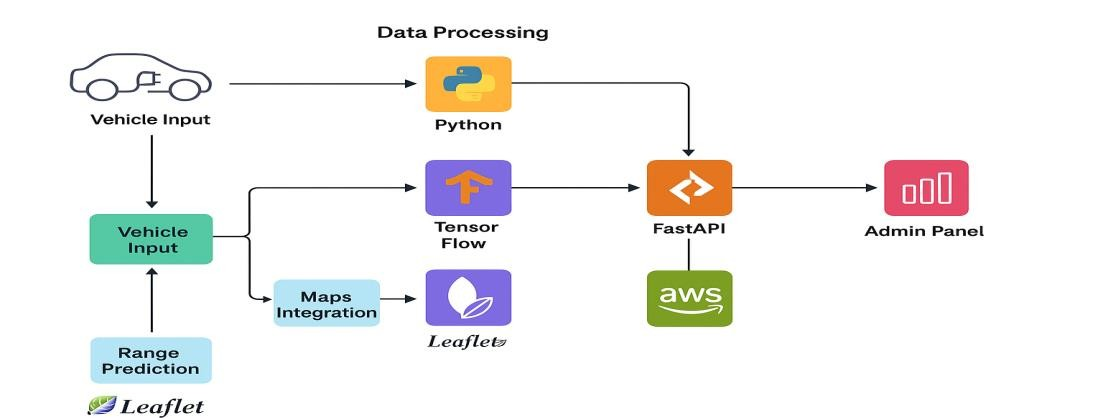 Data Processing
Vehicle Input
Python
Vehicle
Input
Tensor
Flow
FastAPI
Admin Panel
Maps
Integration
Leaflet
aws
Range
Prediction
Leaflet